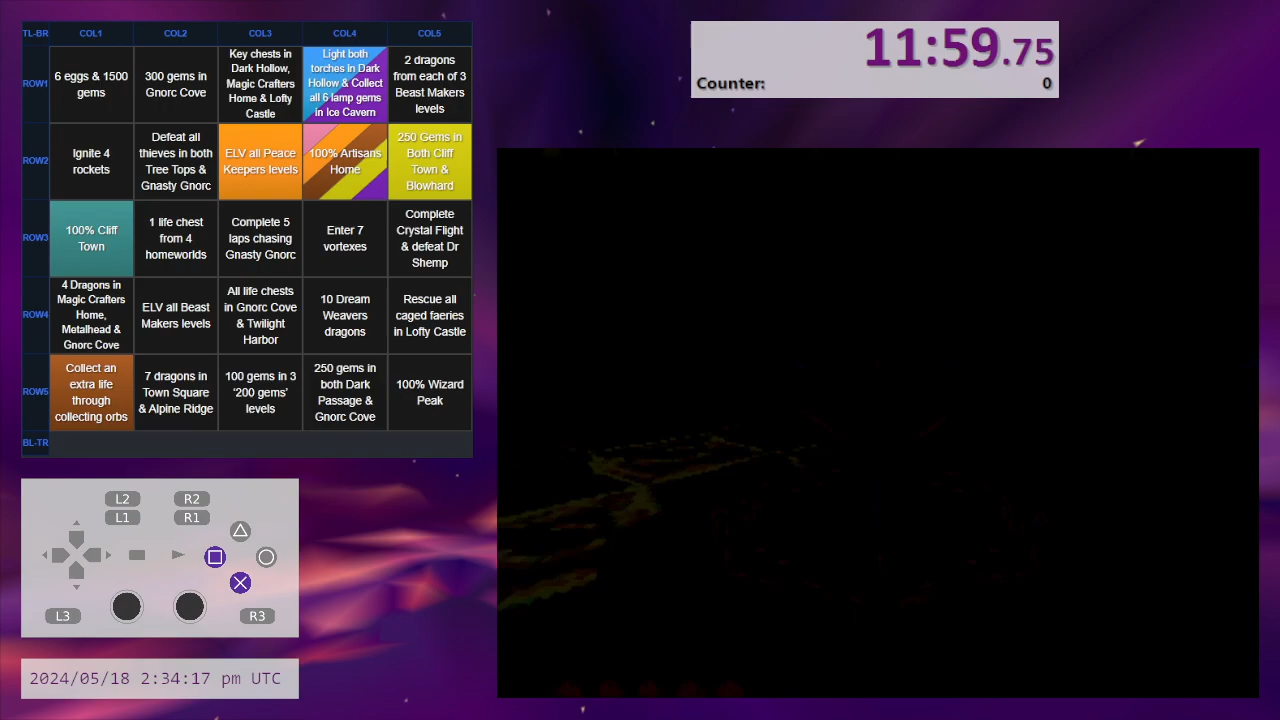 TL-BR COL1 COL2 COL3 COL4 COL5
ROW1
6 eggs & 1500
gems
300 gems in
Gnorc Cove
Key chests in
Dark Hollow,
Magic Crafters
Home & Lofty
Castle
Light both
torches in Dark
Hollow & Collect
all 6 lamp gems
in Ice Cavern
2 dragons
from each of 3
Beast Makers
levels
ROW2
Ignite 4
rockets
Defeat all
thieves in both
Tree Tops &
Gnasty Gnorc
ELV all Peace
Keepers levels
100% Artisans
Home
250 Gems in
Both Cliff
Town &
Blowhard
ROW3
100% Cliff
Town
1 life chest
from 4
homeworlds
Complete 5
laps chasing
Gnasty Gnorc
Enter 7
vortexes
Complete
Crystal Flight
& defeat Dr
Shemp
ROW4
4 Dragons in
Magic Crafters
Home,
Metalhead &
Gnorc Cove
ELV all Beast
Makers levels
All life chests
in Gnorc Cove
& Twilight
Harbor
10 Dream
Weavers
dragons
Rescue all
caged faeries
in Lofty Castle
ROW5
Collect an
extra life
through
collecting orbs
7 dragons in
Town Square
& Alpine Ridge
100 gems in 3
‘200 gems’
levels
250 gems in
both Dark
Passage &
Gnorc Cove
100% Wizard
Peak
BL-TR
11:59.75
Counter: 0
L2 R2
L1 R1
L3 R3
2024/05/18 2:34:17 pm UTC